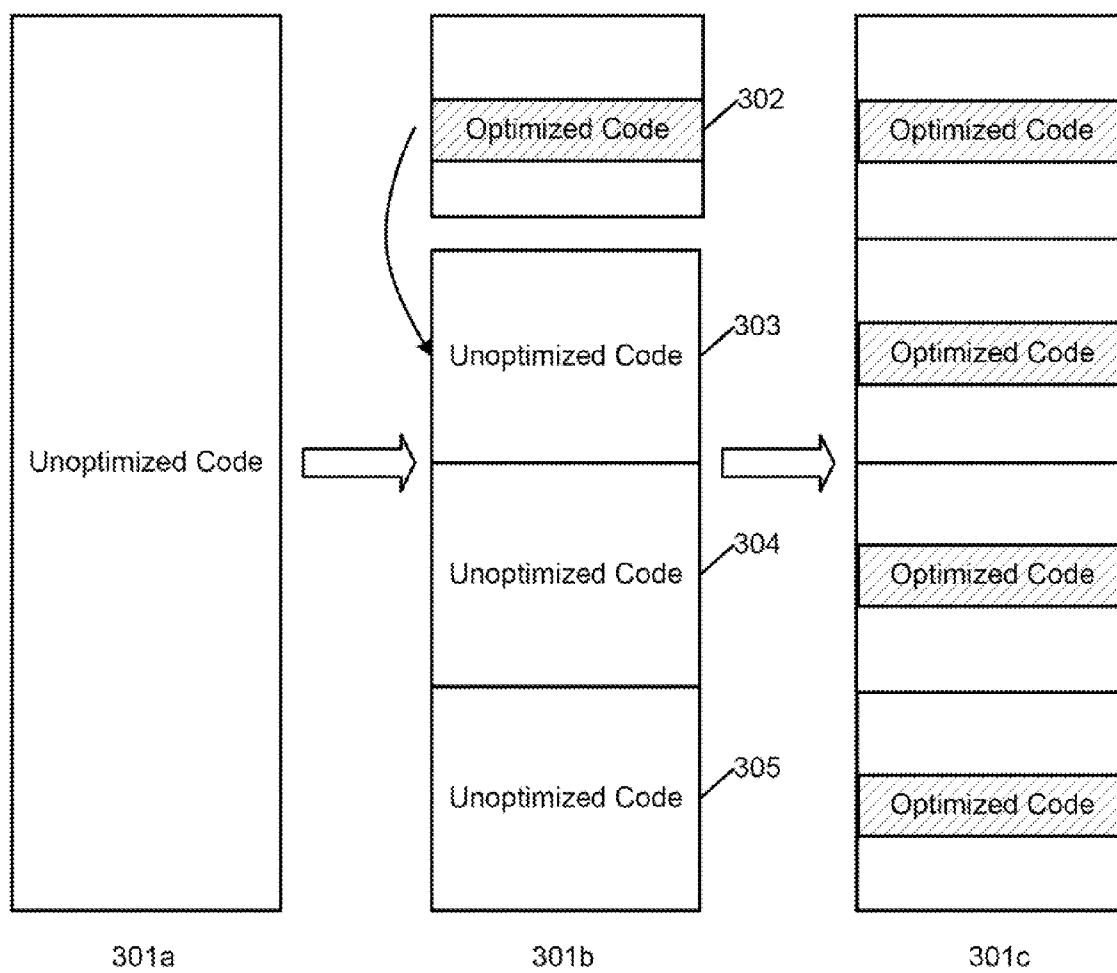 302
Optimized Code
Optimized Code
303
Unoptimized Code
Optimized Code
Unoptimized Code
304
Unoptimized Code
Optimized Code
305
Unoptimized Code
Optimized Code
301a
301b
301c